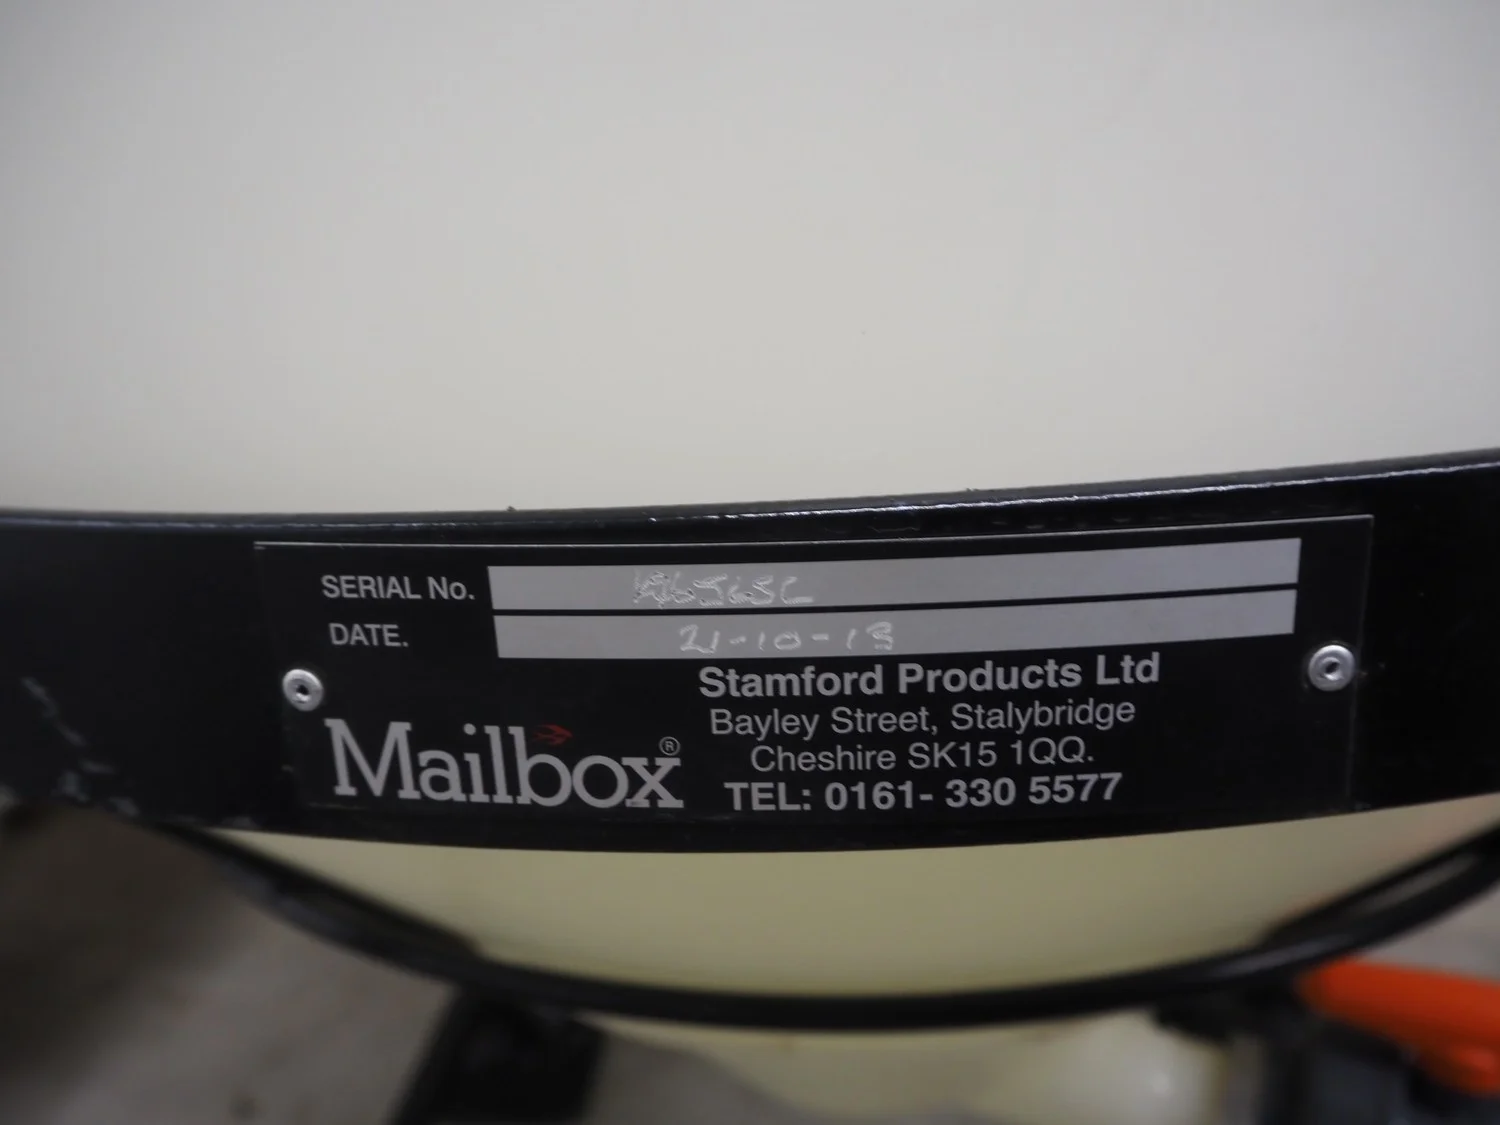 SERIAL No.
DATE. 21-10-13
Stamford Products Ltd
Bayley Street, Stalybridge
Cheshire SK15 1QQ.
TEL: 0161- 330 5577
Mailbox®